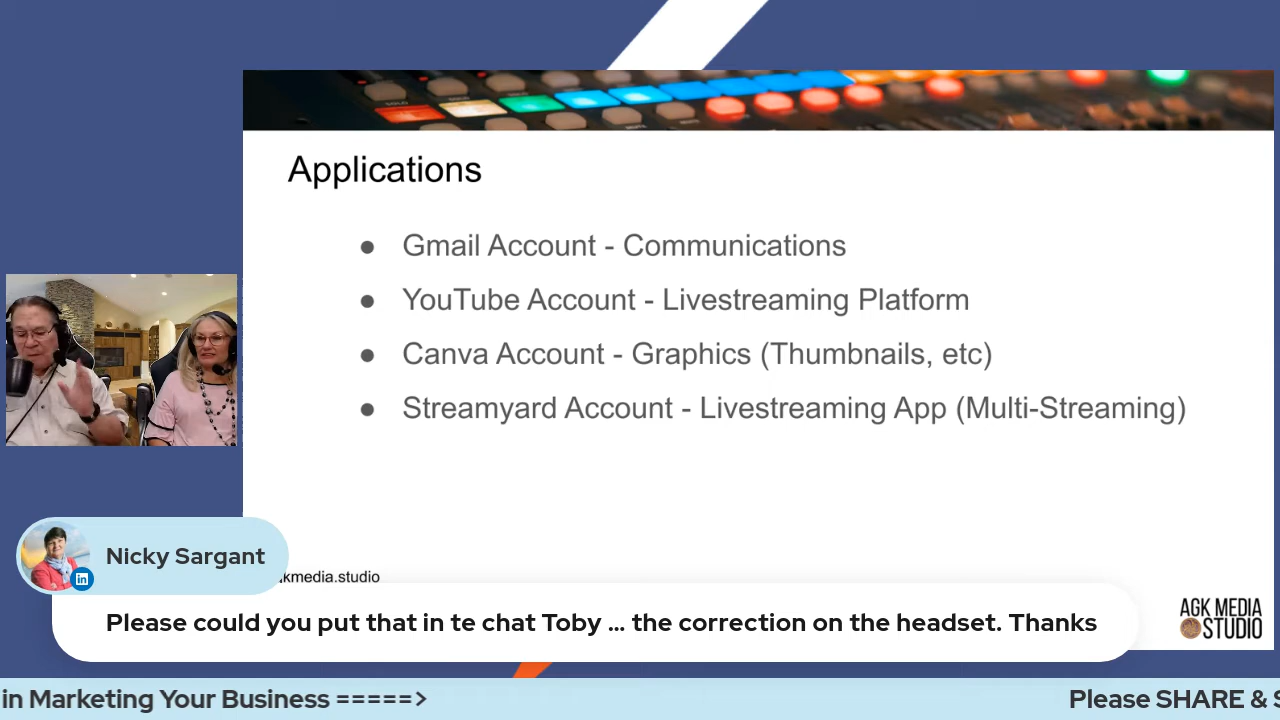 Applications
● Gmail Account - Communications
● YouTube Account - Livestreaming Platform
● Canva Account - Graphics (Thumbnails, etc)
● Streamyard Account - Livestreaming App (Multi-Streaming)
kmedia.studio
AGK MEDIA
STUDIO
in
Nicky Sargant
Please could you put that in te chat Toby ... the correction on the headset. Thanks
in Marketing Your Business =====> Please SHARE & S